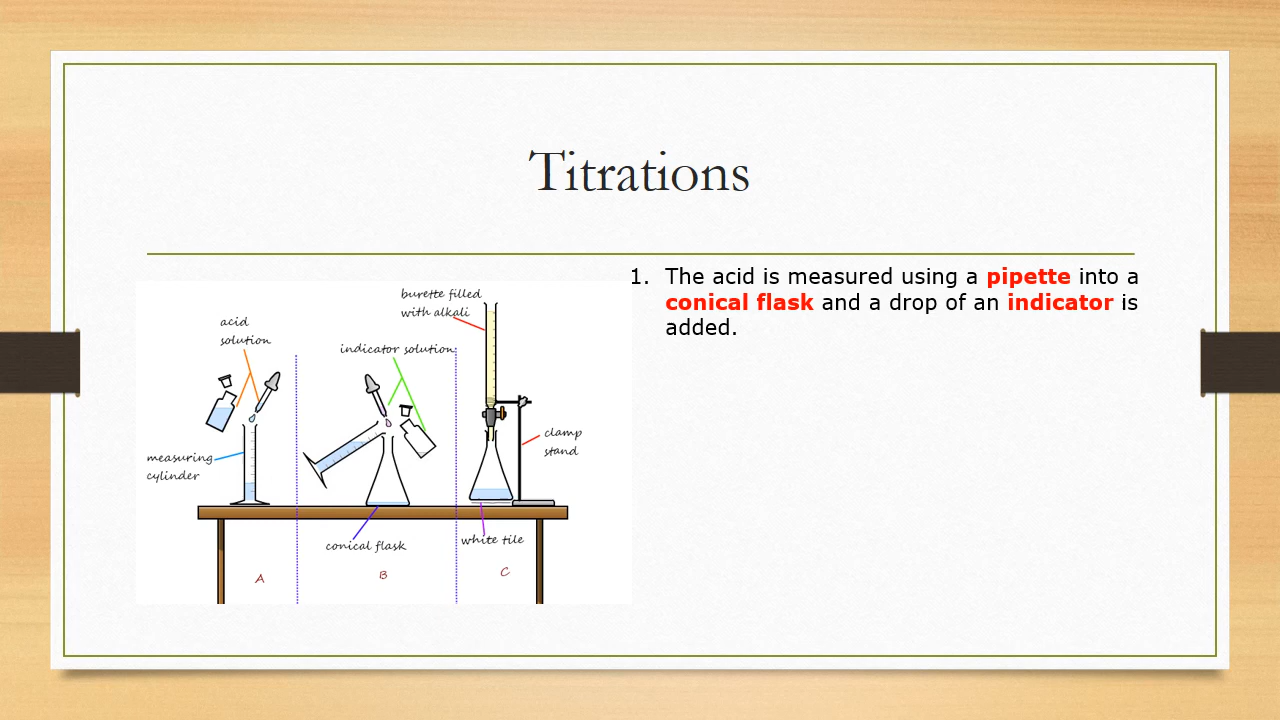 Titrations
1. The acid is measured using a pipette into a
conical flask and a drop of an indicator is
added.
burette filled
with alkali
acid
solution
indicator solution
clamp
stand
measuring
cylinder
conical flask
white tile
A
B
C